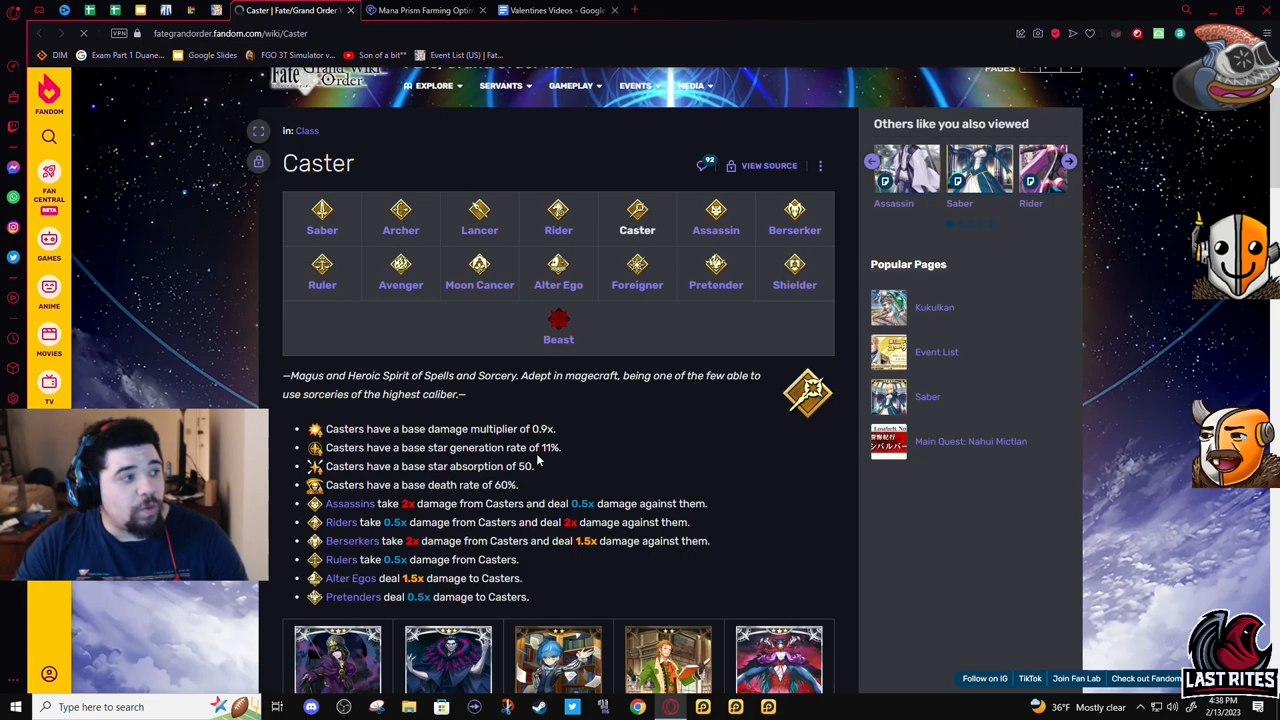 Caster | Fate/Grand Order
Mana Prism Farming Optim
Valentines Videos - Google
VPN
fategrandorder.fandom.com/wiki/Caster
DIM
Exam Part 1 Duane...
Google Slides
FGO 3T Simulator v...
Son of a bit**
Event List (US) | Fat...
Fate Grand Order
EXPLORE
SERVANTS
GAMEPLAY
EVENTS
MEDIA
PAGES
FANDOM
FAN CENTRAL
BETA
GAMES
ANIME
MOVIES
TV
in: Class
Caster
92
VIEW SOURCE
Saber
Archer
Lancer
Rider
Caster
Assassin
Berserker
Ruler
Avenger
Moon Cancer
Alter Ego
Foreigner
Pretender
Shielder
Beast
—Magus and Heroic Spirit of Spells and Sorcery. Adept in magecraft, being one of the few able to
use sorceries of the highest caliber.—
Casters have a base damage multiplier of 0.9x.
Casters have a base star generation rate of 11%.
Casters have a base star absorption of 50.
Casters have a base death rate of 60%.
Assassins take 2x damage from Casters and deal 0.5x damage against them.
Riders take 0.5x damage from Casters and deal 2x damage against them.
Berserkers take 2x damage from Casters and deal 1.5x damage against them.
Rulers take 0.5x damage from Casters.
Alter Egos deal 1.5x damage to Casters.
Pretenders deal 0.5x damage to Casters.
Others like you also viewed
Assassin
Saber
Rider
Popular Pages
Kukulkan
Event List
Saber
Main Quest: Nahui Mictlan
Follow on IG
TikTok
Join Fan Lab
Check out Fandom
LAST RITES
Type here to search
36°F Mostly clear
4:38 PM
2/13/2023